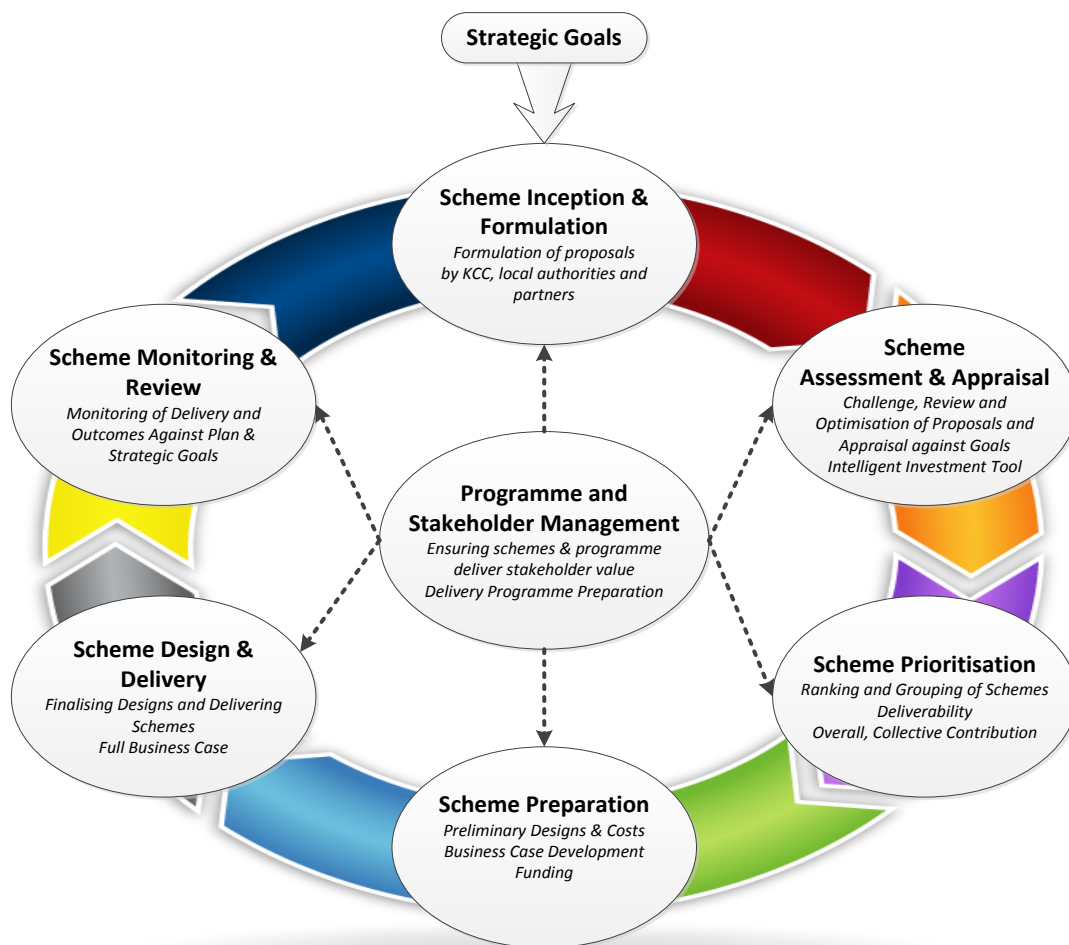 Strategic Goals
Scheme Inception &
Formulation
Formulation of proposals
by KCC, local authorities and
partners
Scheme Monitoring &
Review
Monitoring of Delivery and
Outcomes Against Plan &
Strategic Goals
Scheme
Assessment & Appraisal
Challenge, Review and
Optimisation of Proposals and
Appraisal against Goals
Intelligent Investment Tool
Programme and
Stakeholder Management
Ensuring schemes & programme
deliver stakeholder value
Delivery Programme Preparation
Scheme Design &
Delivery
Finalising Designs and Delivering
Schemes
Full Business Case
Scheme Prioritisation
Ranking and Grouping of Schemes
Deliverability
Overall, Collective Contribution
Scheme Preparation
Preliminary Designs & Costs
Business Case Development
Funding